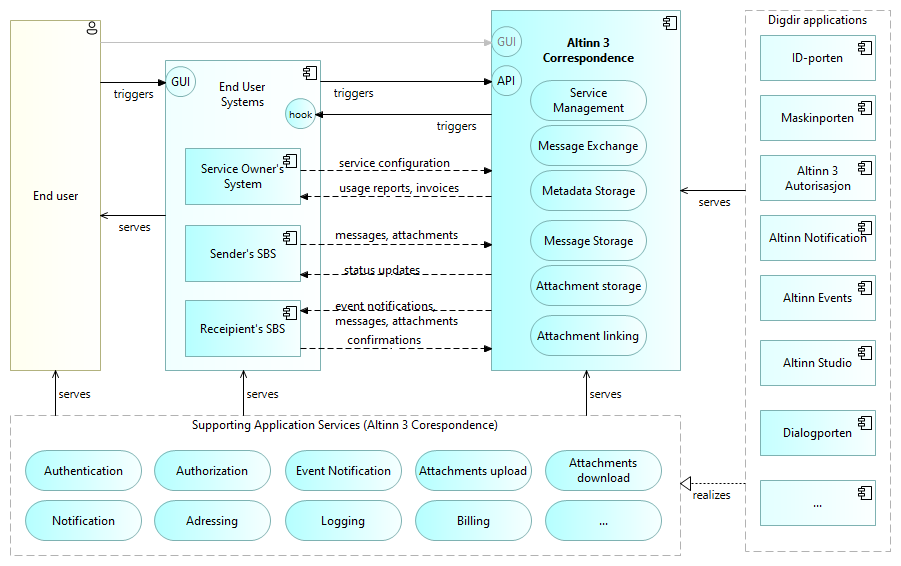 Digdir applications
GUI
Altinn 3
Correspondence
ID-porten
GUI
End User
Systems
API
triggers
triggers
hook
triggers
Service
Management
Maskinporten
Message Exchange
service configuration
Service Owner's
System
usage reports, invoices
Metadata Storage
Altinn 3
Autorisasjon
End user
serves
serves
messages, attachments
Sender's SBS
status updates
Message Storage
Altinn Notification
Attachment storage
Altinn Events
event notifications,
messages, attachments
Receipient's SBS
confirmations
Attachment linking
Altinn Studio
serves
serves
serves
Supporting Application Services (Altinn 3 Corespondence)
Dialogporten
Authentication
Authorization
Event Notification
Attachments upload
Attachments
download
realizes
...
Notification
Adressing
Logging
Billing
...